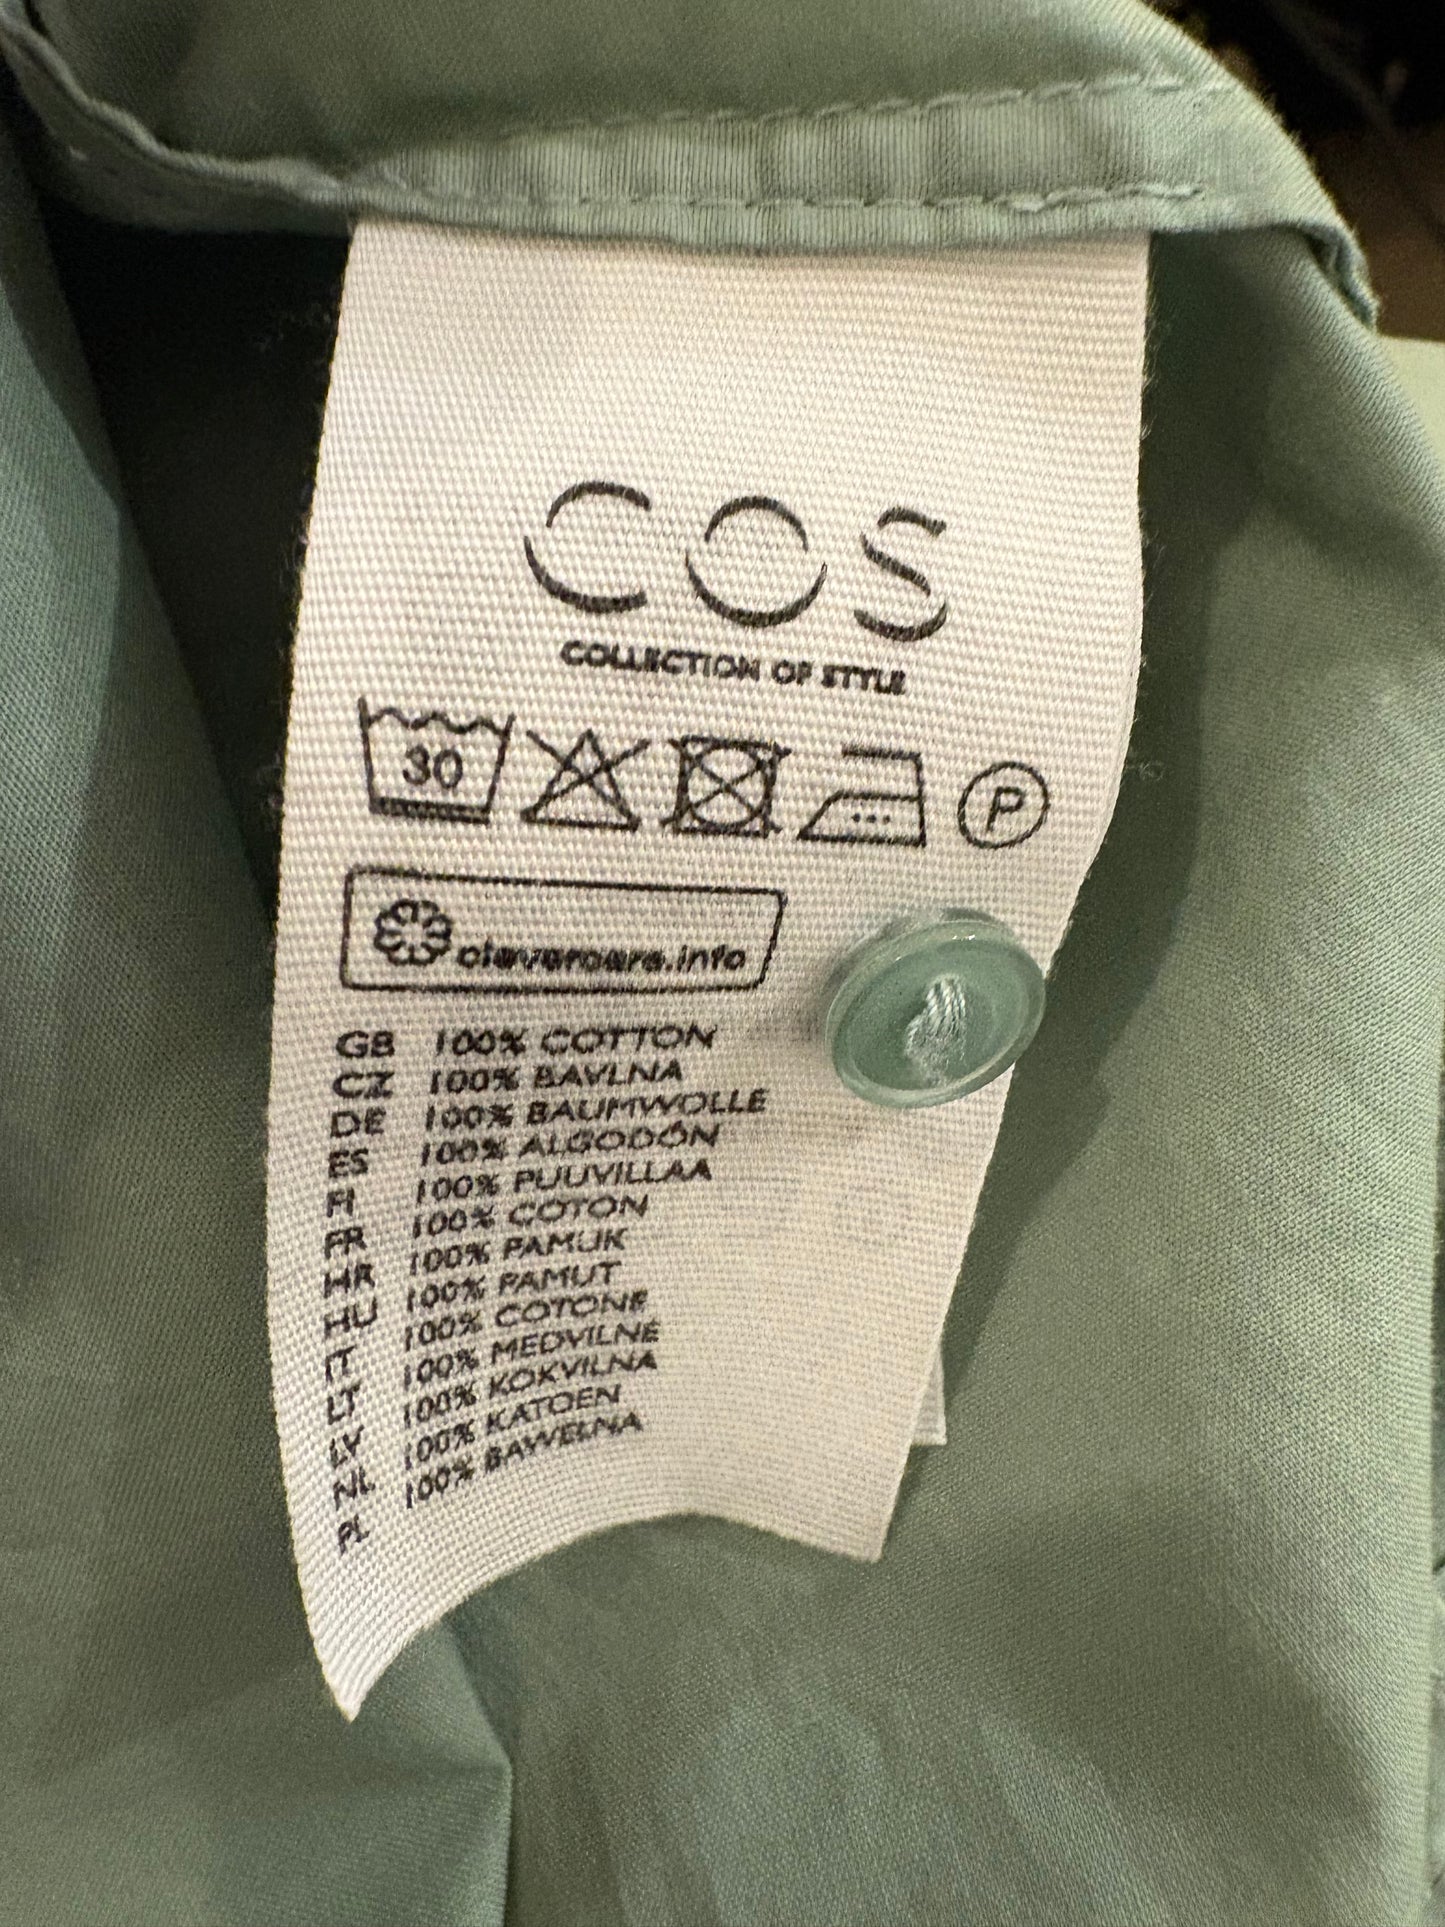 COS
COLLECTION OF STYLE
30 P
clevercare.info
GB 100% COTTON
CZ 100% BAVLNA
DE 100% BAUMWOLLE
ES 100% ALGODÓN
FI 100% PUUVILLAA
FR 100% COTON
HR 100% PAMUK
HU 100% PAMUT
IT 100% COTONE
LT 100% MEDVILNĖ
LV 100% KOKVILNA
NL 100% KATOEN
PL 100% BAWEŁNA